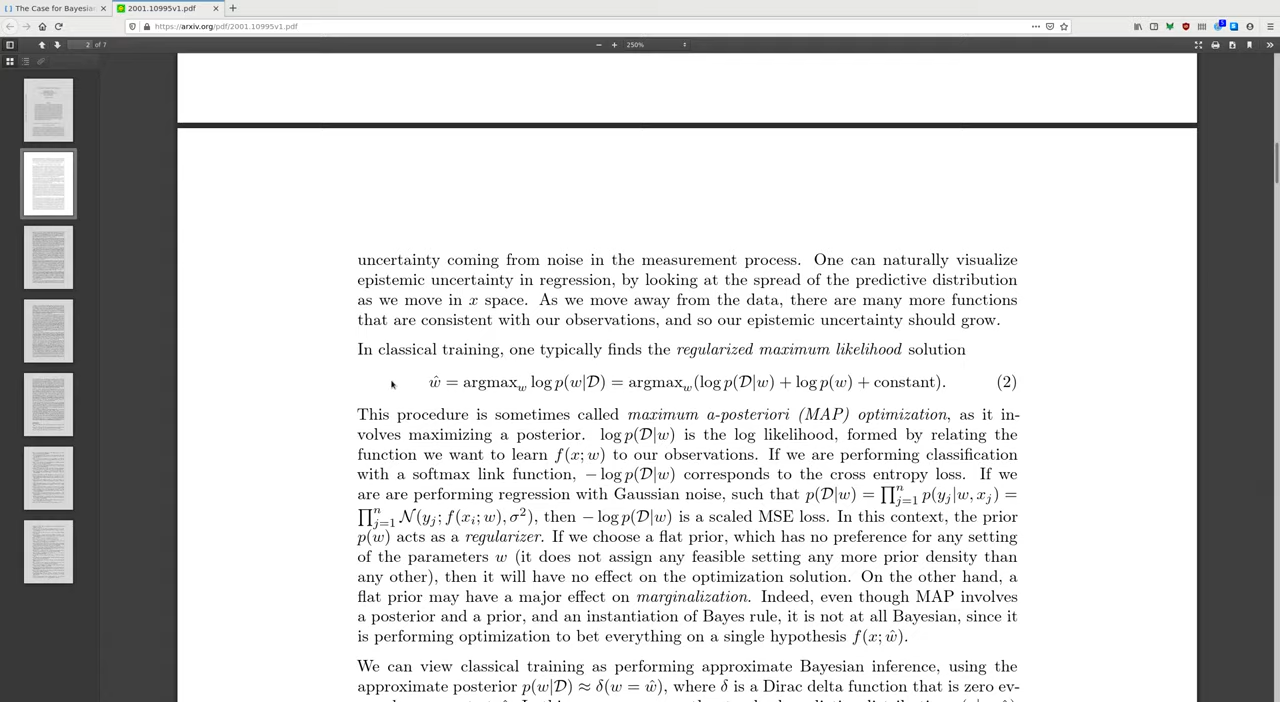 The Case for Bayesian
2001.10995v1.pdf
https://arxiv.org/pdf/2001.10995v1.pdf
2 of 7
250%
uncertainty coming from noise in the measurement process. One can naturally visualize
epistemic uncertainty in regression, by looking at the spread of the predictive distribution
as we move in x space. As we move away from the data, there are many more functions
that are consistent with our observations, and so our epistemic uncertainty should grow.
In classical training, one typically finds the regularized maximum likelihood solution
ŵ = argmax_w log p(w|𝒟) = argmax_w(log p(𝒟|w) + log p(w) + constant). (2)
This procedure is sometimes called maximum a-posteriori (MAP) optimization, as it in-
volves maximizing a posterior. log p(𝒟|w) is the log likelihood, formed by relating the
function we want to learn f(x; w) to our observations. If we are performing classification
with a softmax link function, − log p(𝒟|w) corresponds to the cross entropy loss. If we
are are performing regression with Gaussian noise, such that p(𝒟|w) = ∏ⁿⱼ₌₁ p(yⱼ|w, xⱼ) =
∏ⁿⱼ₌₁ 𝒩(yⱼ; f(xⱼ; w), σ²), then − log p(𝒟|w) is a scaled MSE loss. In this context, the prior
p(w) acts as a regularizer. If we choose a flat prior, which has no preference for any setting
of the parameters w (it does not assign any feasible setting any more prior density than
any other), then it will have no effect on the optimization solution. On the other hand, a
flat prior may have a major effect on marginalization. Indeed, even though MAP involves
a posterior and a prior, and an instantiation of Bayes rule, it is not at all Bayesian, since it
is performing optimization to bet everything on a single hypothesis f(x; ŵ).
We can view classical training as performing approximate Bayesian inference, using the
approximate posterior p(w|𝒟) ≈ δ(w = ŵ), where δ is a Dirac delta function that is zero ev-